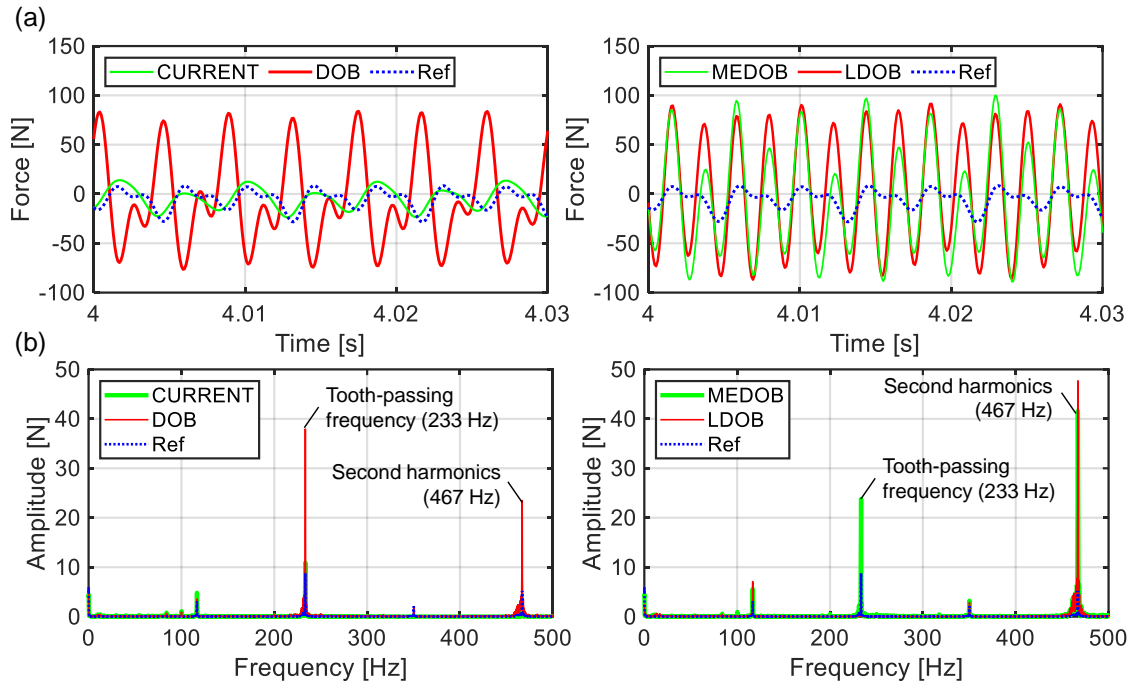 (a)
150
100
50
0
-50
-100
Force [N]
CURRENT DOB Ref
4 4.01 4.02 4.03
Time [s]
150
100
50
0
-50
-100
Force [N]
MEDOB LDOB Ref
4 4.01 4.02 4.03
Time [s]
(b)
50
40
30
20
10
0
Amplitude [N]
CURRENT
DOB
Ref
Tooth-passing
frequency (233 Hz)
Second harmonics
(467 Hz)
0 100 200 300 400 500
Frequency [Hz]
50
40
30
20
10
0
Amplitude [N]
MEDOB
LDOB
Ref
Second harmonics
(467 Hz)
Tooth-passing
frequency (233 Hz)
0 100 200 300 400 500
Frequency [Hz]